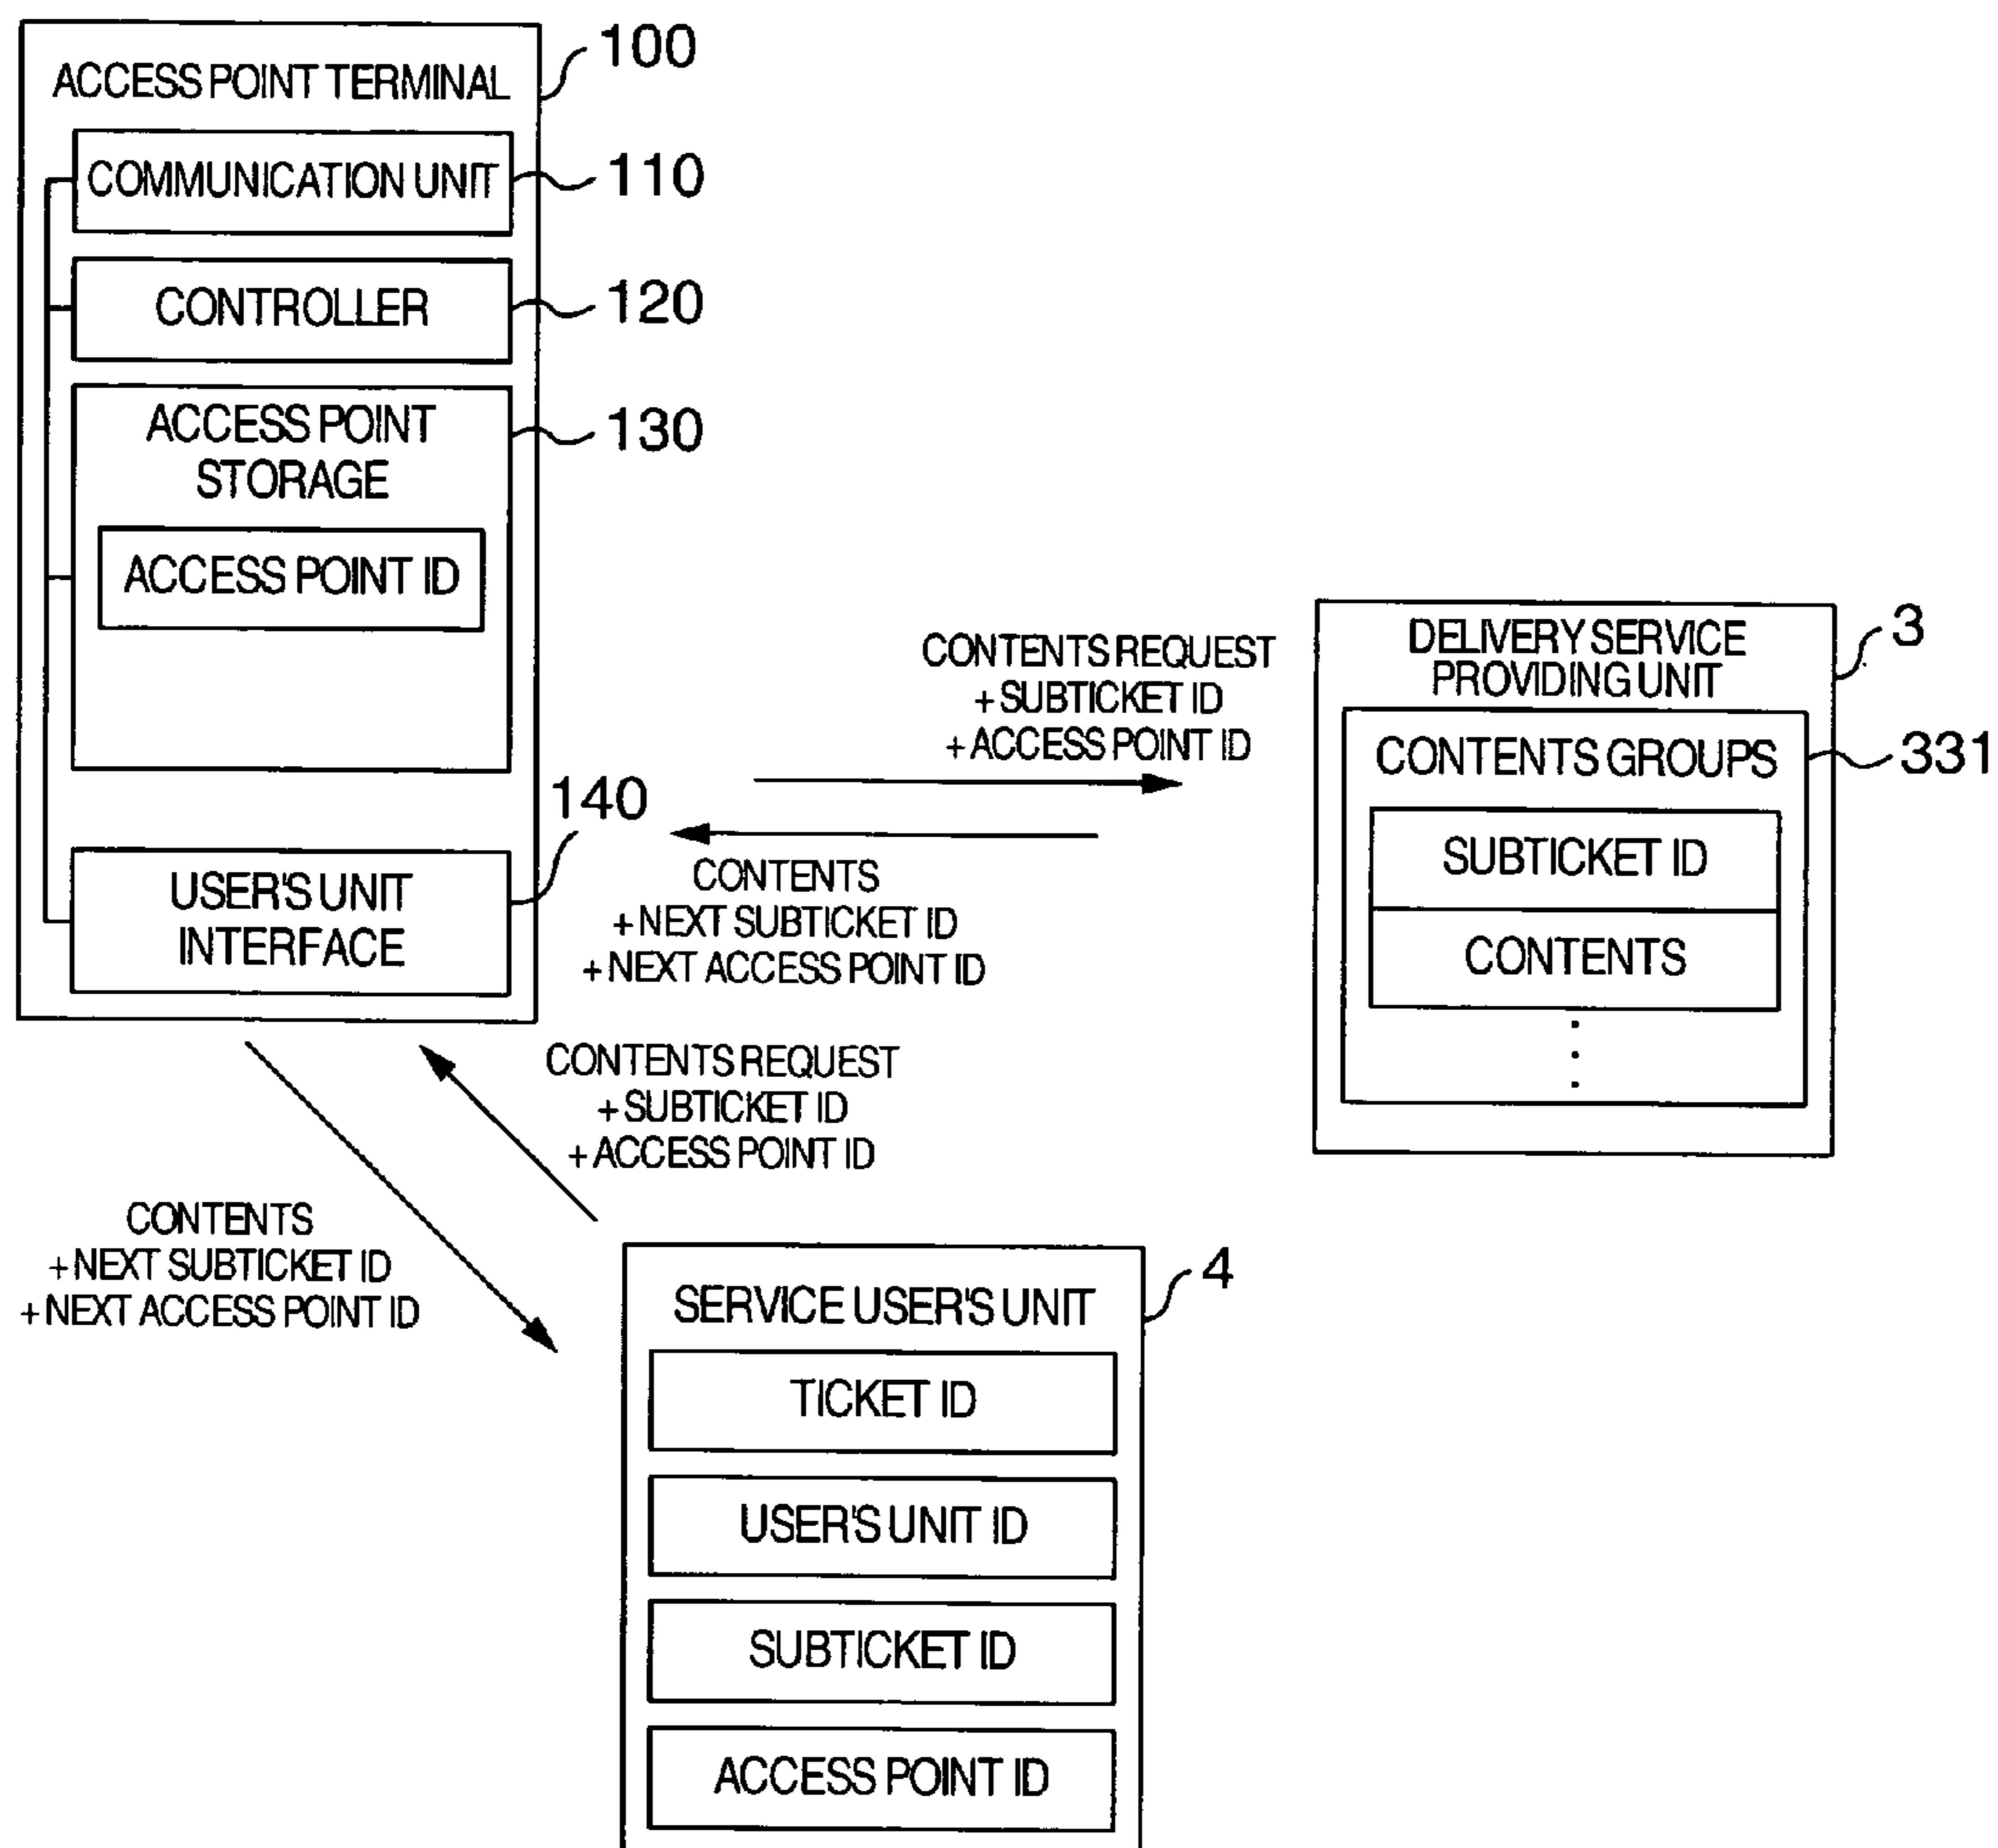 ACCESS POINT TERMINAL
100
COMMUNICATION UNIT
110
CONTROLLER
120
ACCESS POINT
STORAGE
130
ACCESS POINT ID
USER'S UNIT
INTERFACE
140
CONTENTS REQUEST
+SUBTICKET ID
+ACCESS POINT ID
CONTENTS
+NEXT SUBTICKET ID
+NEXT ACCESS POINT ID
DELIVERY SERVICE
PROVIDING UNIT
3
CONTENTS GROUPS
331
SUBTICKET ID
CONTENTS
CONTENTS REQUEST
+SUBTICKET ID
+ACCESS POINT ID
CONTENTS
+NEXT SUBTICKET ID
+NEXT ACCESS POINT ID
SERVICE USER'S UNIT
4
TICKET ID
USER'S UNIT ID
SUBTICKET ID
ACCESS POINT ID